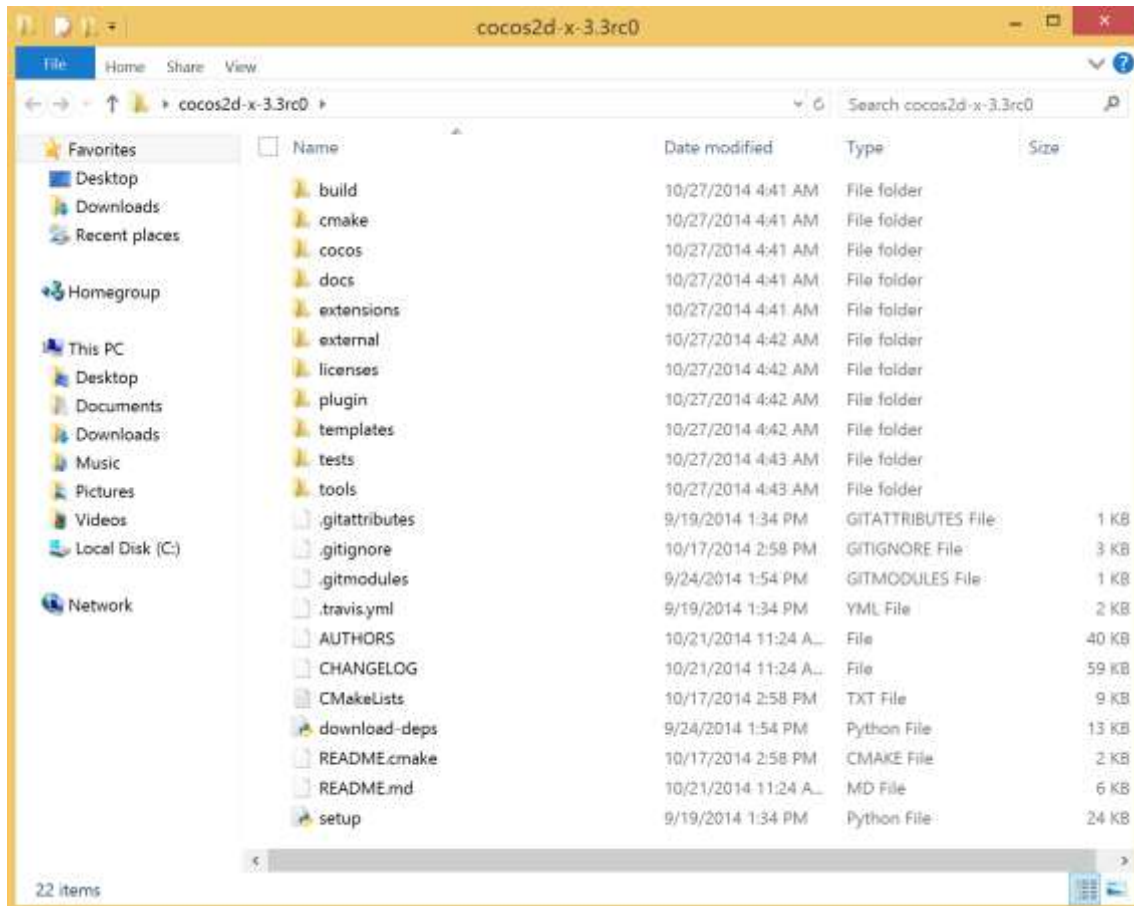 cocos2d-x-3.3rc0
File Home Share View
cocos2d-x-3.3rc0 Search cocos2d-x-3.3rc0
Favorites
Desktop
Downloads
Recent places
Homegroup
This PC
Desktop
Documents
Downloads
Music
Pictures
Videos
Local Disk (C:)
Network
Name Date modified Type Size
build 10/27/2014 4:41 AM File folder
cmake 10/27/2014 4:41 AM File folder
cocos 10/27/2014 4:41 AM File folder
docs 10/27/2014 4:41 AM File folder
extensions 10/27/2014 4:41 AM File folder
external 10/27/2014 4:42 AM File folder
licenses 10/27/2014 4:42 AM File folder
plugin 10/27/2014 4:42 AM File folder
templates 10/27/2014 4:42 AM File folder
tests 10/27/2014 4:43 AM File folder
tools 10/27/2014 4:43 AM File folder
.gitattributes 9/19/2014 1:34 PM GITATTRIBUTES File 1 KB
.gitignore 10/17/2014 2:58 PM GITIGNORE File 3 KB
.gitmodules 9/24/2014 1:54 PM GITMODULES File 1 KB
.travis.yml 9/19/2014 1:34 PM YML File 2 KB
AUTHORS 10/21/2014 11:24 A... File 40 KB
CHANGELOG 10/21/2014 11:24 A... File 59 KB
CMakeLists 10/17/2014 2:58 PM TXT File 9 KB
download-deps 9/24/2014 1:54 PM Python File 13 KB
README.cmake 10/17/2014 2:58 PM CMAKE File 2 KB
README.md 10/21/2014 11:24 A... MD File 6 KB
setup 9/19/2014 1:34 PM Python File 24 KB
22 items